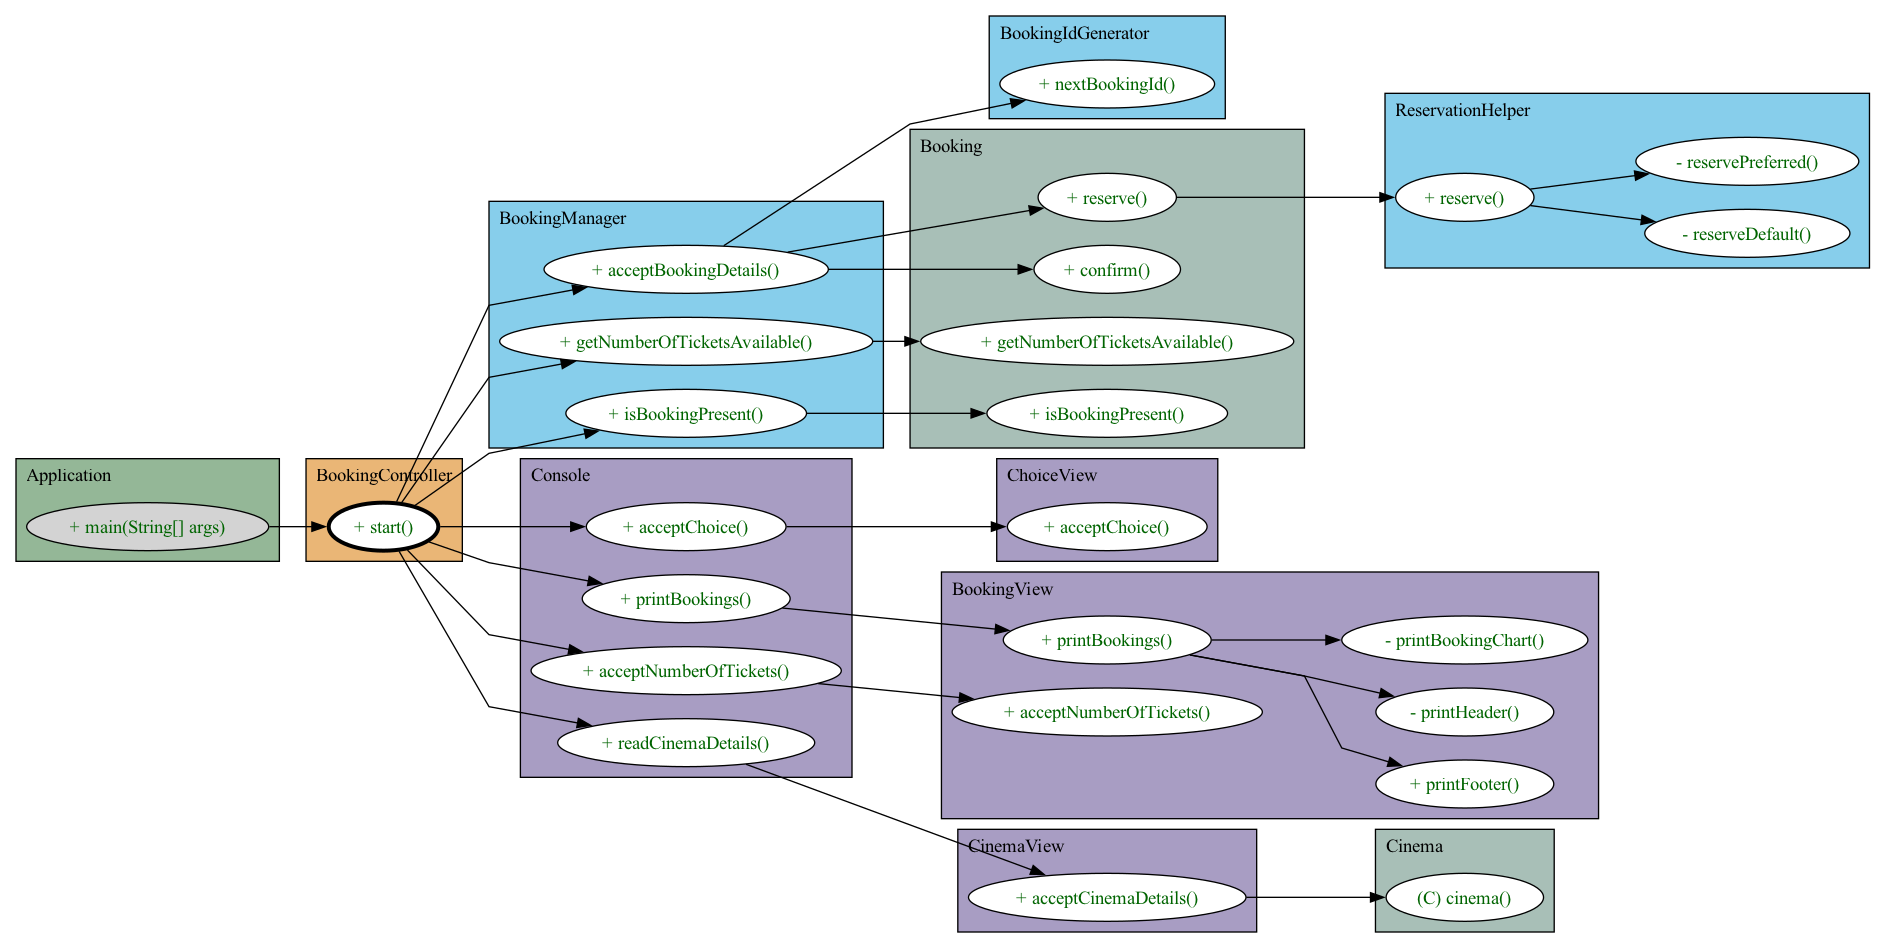 BookingIdGenerator
+ nextBookingId()
ReservationHelper
- reservePreferred()
+ reserve()
- reserveDefault()
Booking
+ reserve()
+ confirm()
+ getNumberOfTicketsAvailable()
+ isBookingPresent()
BookingManager
+ acceptBookingDetails()
+ getNumberOfTicketsAvailable()
+ isBookingPresent()
Application
+ main(String[] args)
BookingController
+ start()
Console
+ acceptChoice()
+ printBookings()
+ acceptNumberOfTickets()
+ readCinemaDetails()
ChoiceView
+ acceptChoice()
BookingView
+ printBookings()
- printBookingChart()
+ acceptNumberOfTickets()
- printHeader()
+ printFooter()
CinemaView
+ acceptCinemaDetails()
Cinema
(C) cinema()